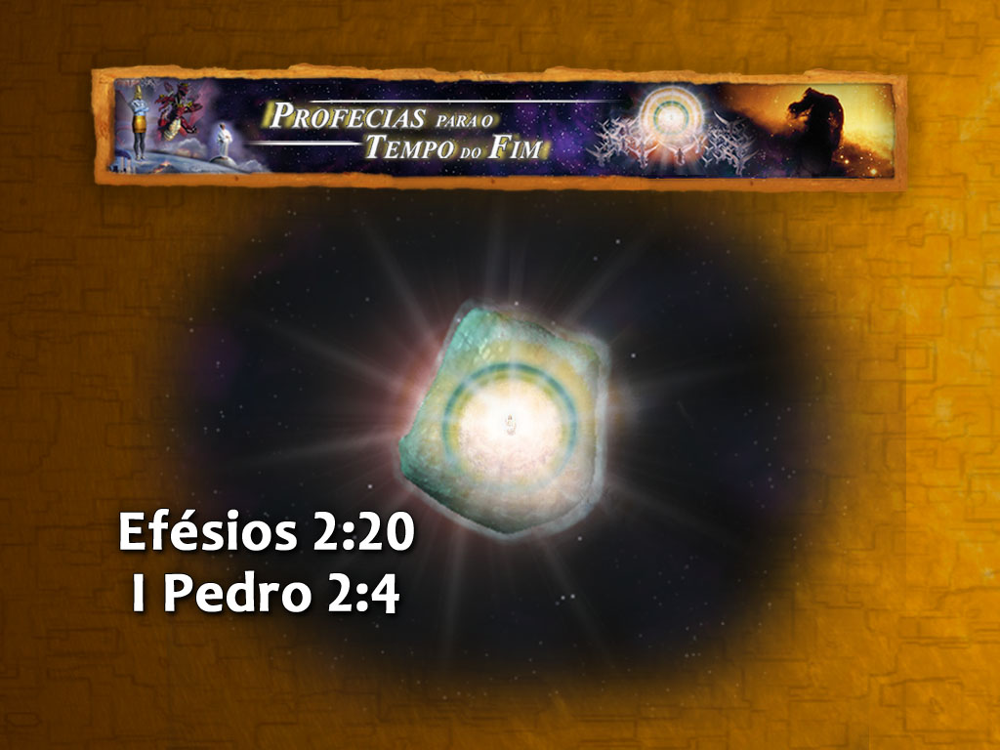 PROFECIAS PARA O
TEMPO DO FIM
Efésios 2:20
I Pedro 2:4